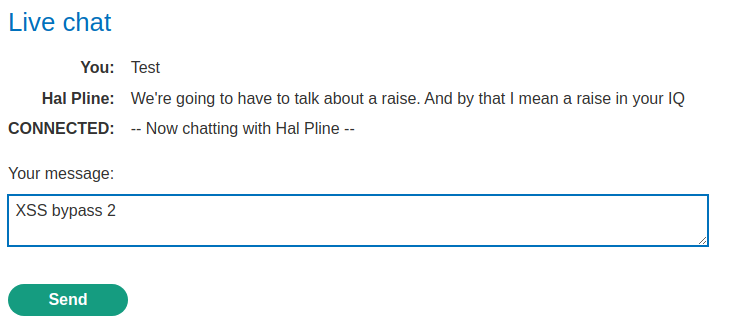 Live chat
You: Test
Hal Pline: We're going to have to talk about a raise. And by that I mean a raise in your IQ
CONNECTED: -- Now chatting with Hal Pline --
Your message:
XSS bypass 2
Send